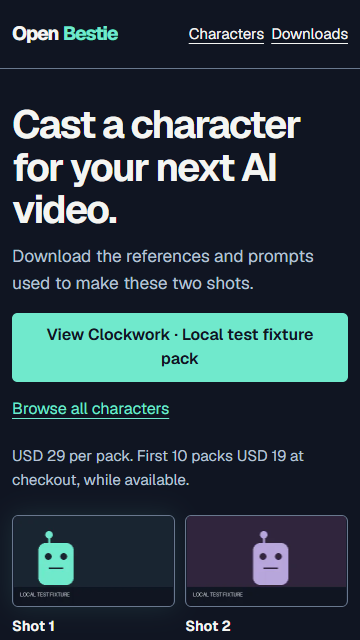 Open Bestie
Characters Downloads
Cast a character
for your next AI
video.
Download the references and prompts
used to make these two shots.
View Clockwork · Local test fixture
pack
Browse all characters
USD 29 per pack. First 10 packs USD 19 at
checkout, while available.
LOCAL TEST FIXTURE
LOCAL TEST FIXTURE
Shot 1
Shot 2